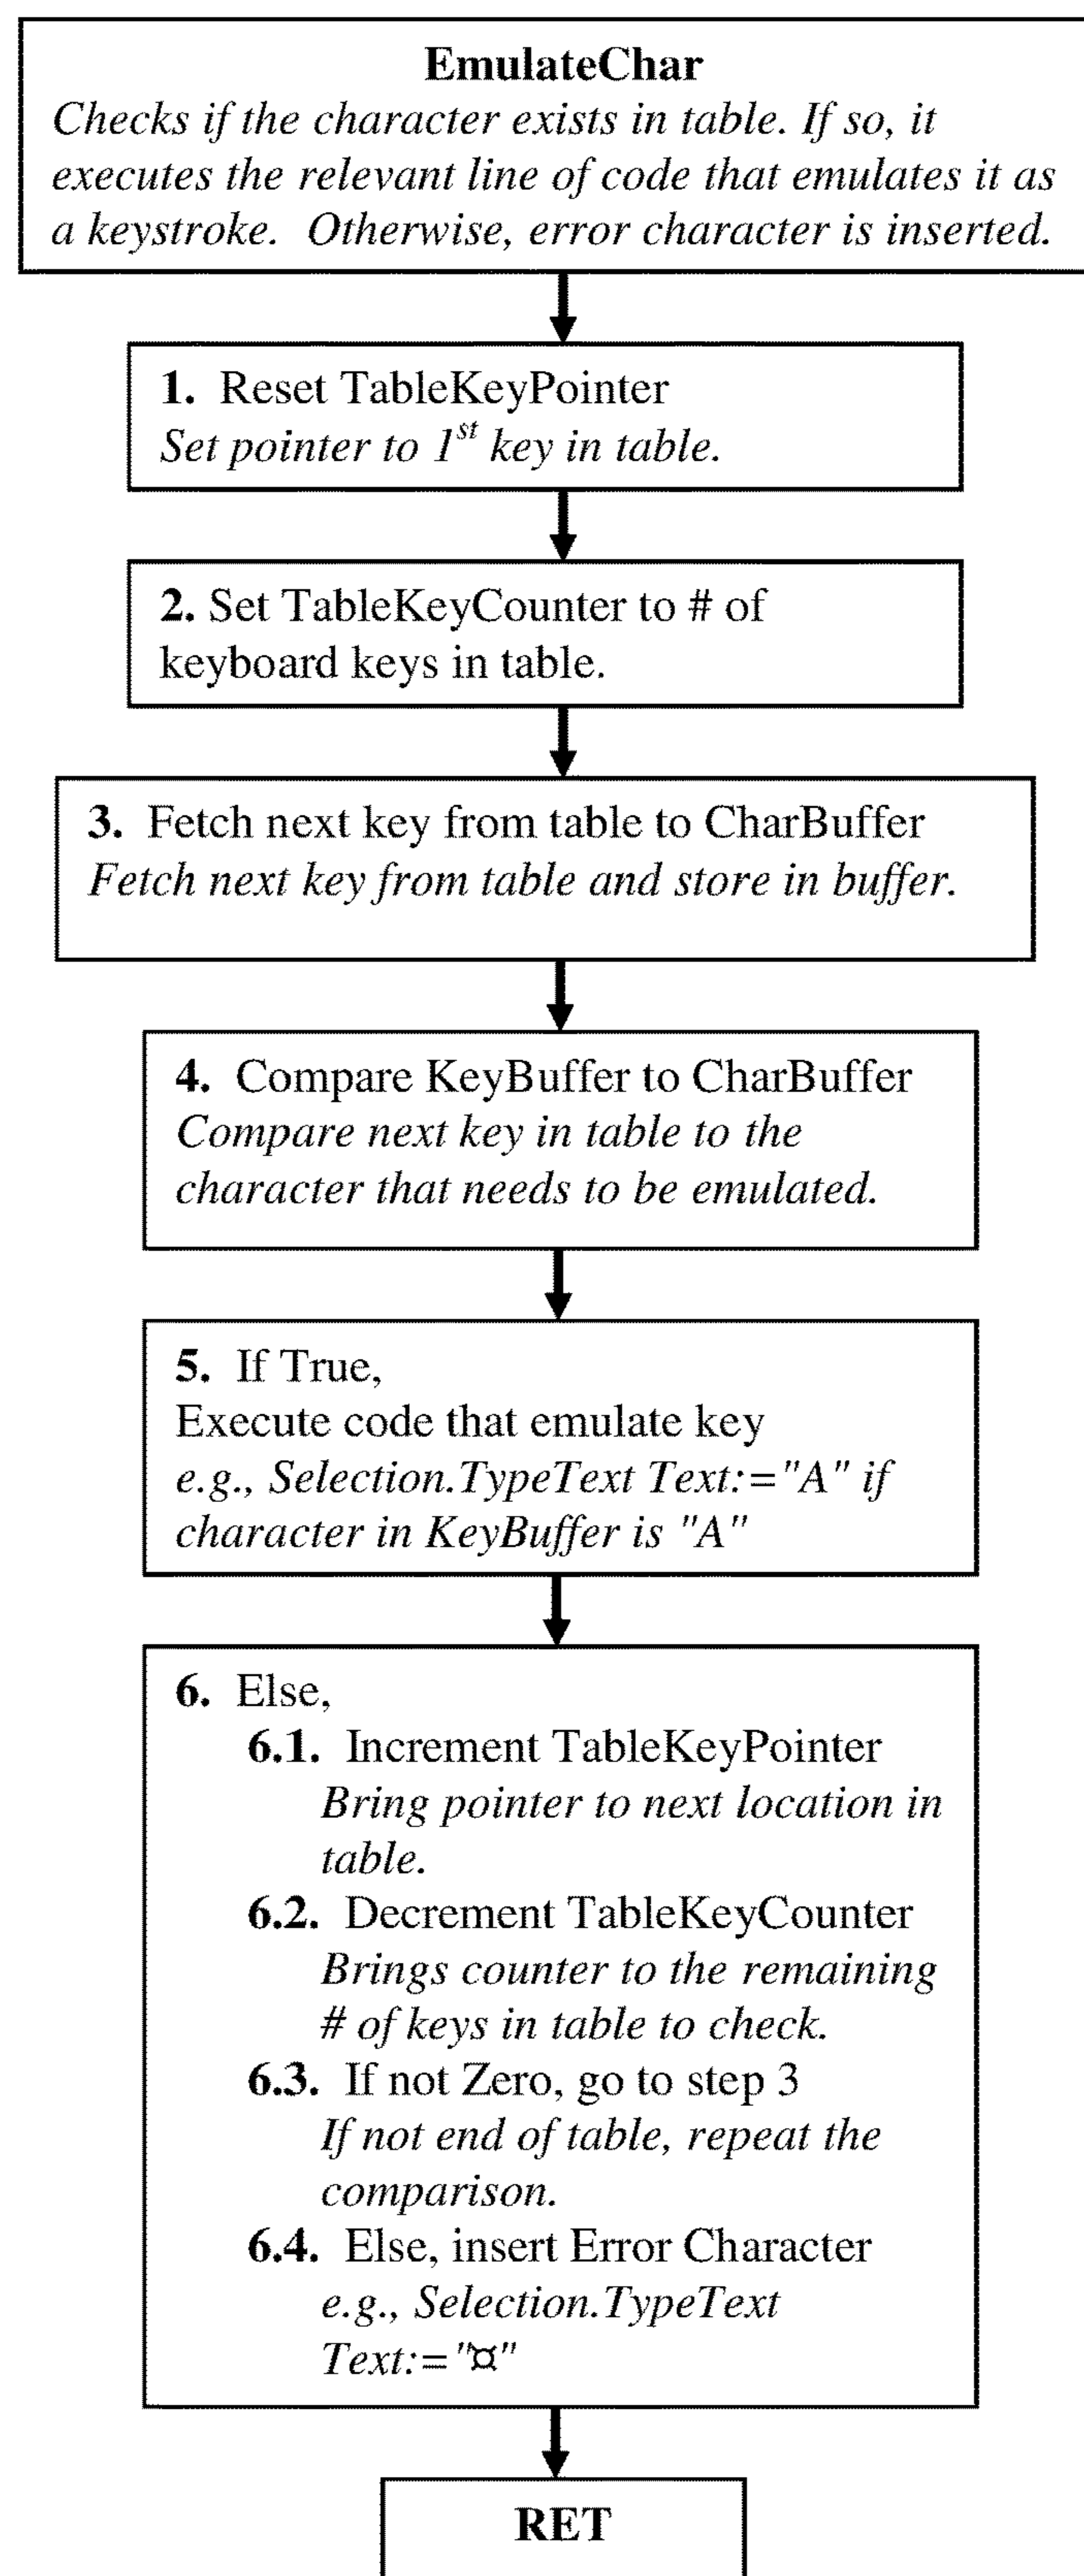 EmulateChar
Checks if the character exists in table. If so, it
executes the relevant line of code that emulates it as
a keystroke.  Otherwise, error character is inserted.
1.  Reset TableKeyPointer
Set pointer to 1st key in table.
2. Set TableKeyCounter to # of
keyboard keys in table.
3.  Fetch next key from table to CharBuffer
Fetch next key from table and store in buffer.
4.  Compare KeyBuffer to CharBuffer
Compare next key in table to the
character that needs to be emulated.
5.  If True,
Execute code that emulate key
e.g., Selection.TypeText Text:="A" if
character in KeyBuffer is "A"
6.  Else,
6.1.  Increment TableKeyPointer
Bring pointer to next location in
table.
6.2.  Decrement TableKeyCounter
Brings counter to the remaining
# of keys in table to check.
6.3.  If not Zero, go to step 3
If not end of table, repeat the
comparison.
6.4.  Else, insert Error Character
e.g., Selection.TypeText
Text:="¤"
RET